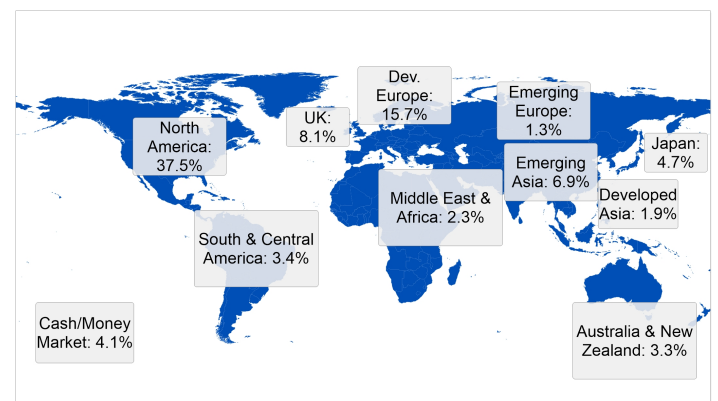 Dev.
Europe:
15.7%
Emerging
Europe:
1.3%
UK:
8.1%
North
America:
37.5%
Japan:
4.7%
Emerging
Asia: 6.9%
Middle East &
Africa: 2.3%
Developed
Asia: 1.9%
South & Central
America: 3.4%
Cash/Money
Market: 4.1%
Australia & New
Zealand: 3.3%